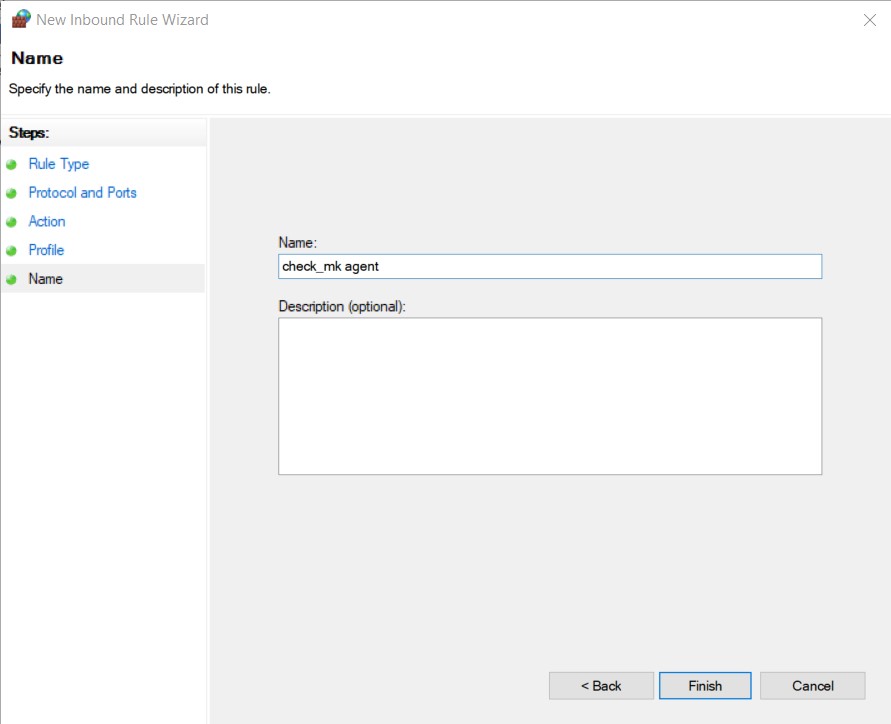 New Inbound Rule Wizard
Name
Specify the name and description of this rule.
Steps:
Rule Type
Protocol and Ports
Action
Profile
Name
Name:
check_mk agent
Description (optional):
< Back
Finish
Cancel